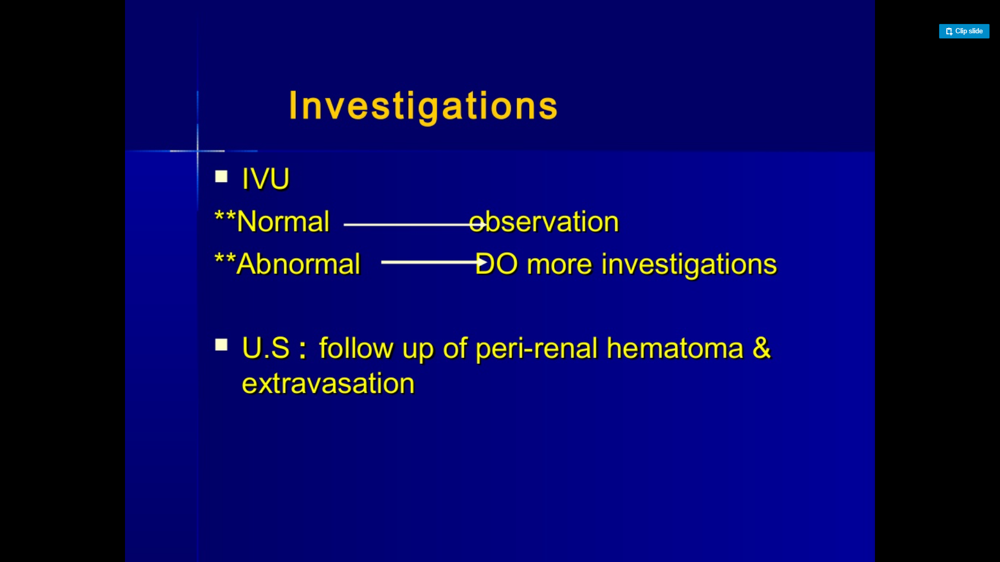 Clip slide
Investigations
IVU
**Normal observation
**Abnormal DO more investigations
U.S : follow up of peri-renal hematoma &
extravasation